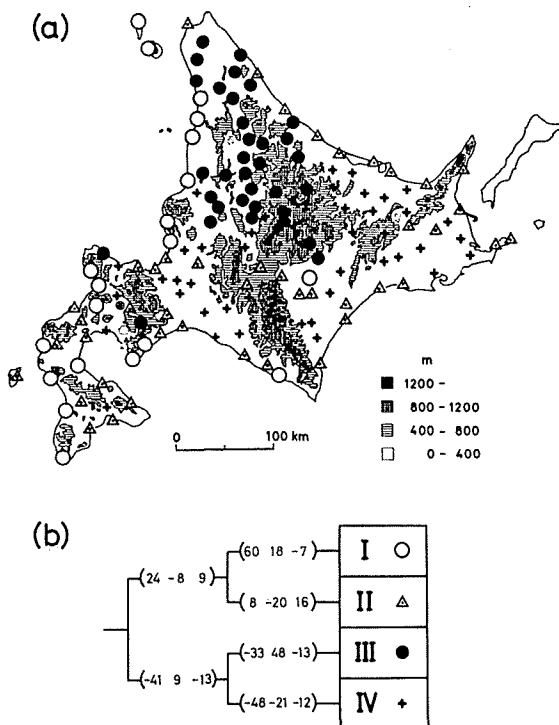 (a)
m
1200 -
800 - 1200
400 - 800
0 - 400
0 100 km
(b)
(60 18 -7) I
(24 -8 9)
(8 -20 16) II
(-33 48 -13) III
(-41 9 -13)
(-48 -21 -12) IV